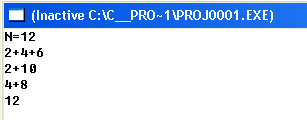 (Inactive C:\C__PRO~1\PROJ0001.EXE)
N=12
2+4+6
2+10
4+8
12